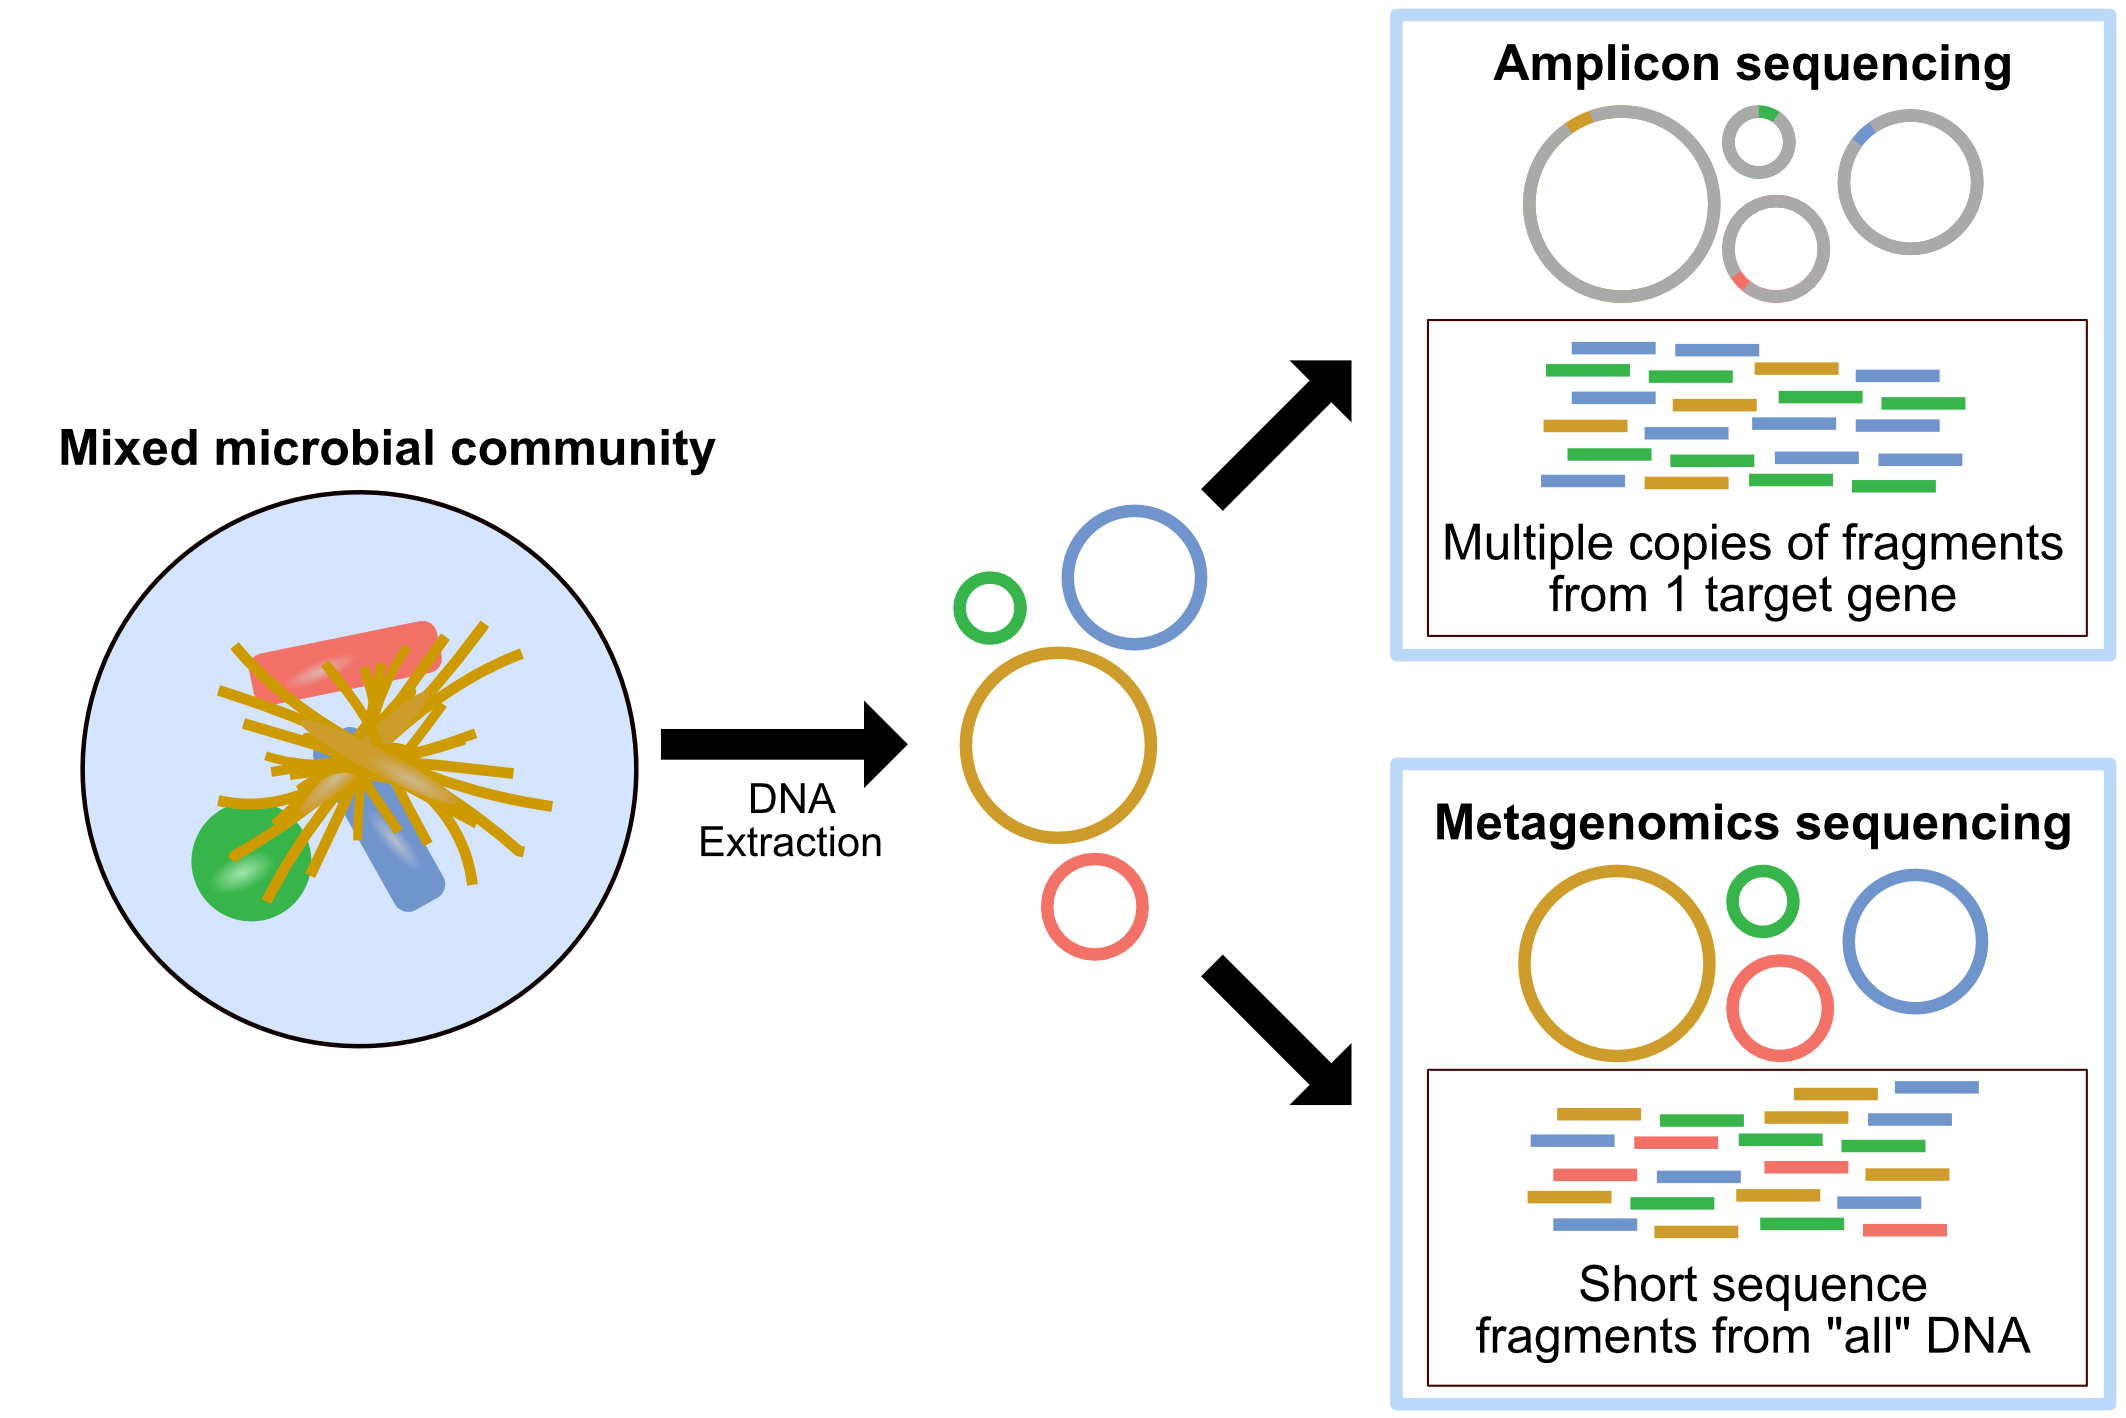 Mixed microbial community
DNA
Extraction
Amplicon sequencing
Multiple copies of fragments
from 1 target gene
Metagenomics sequencing
Short sequence
fragments from "all" DNA